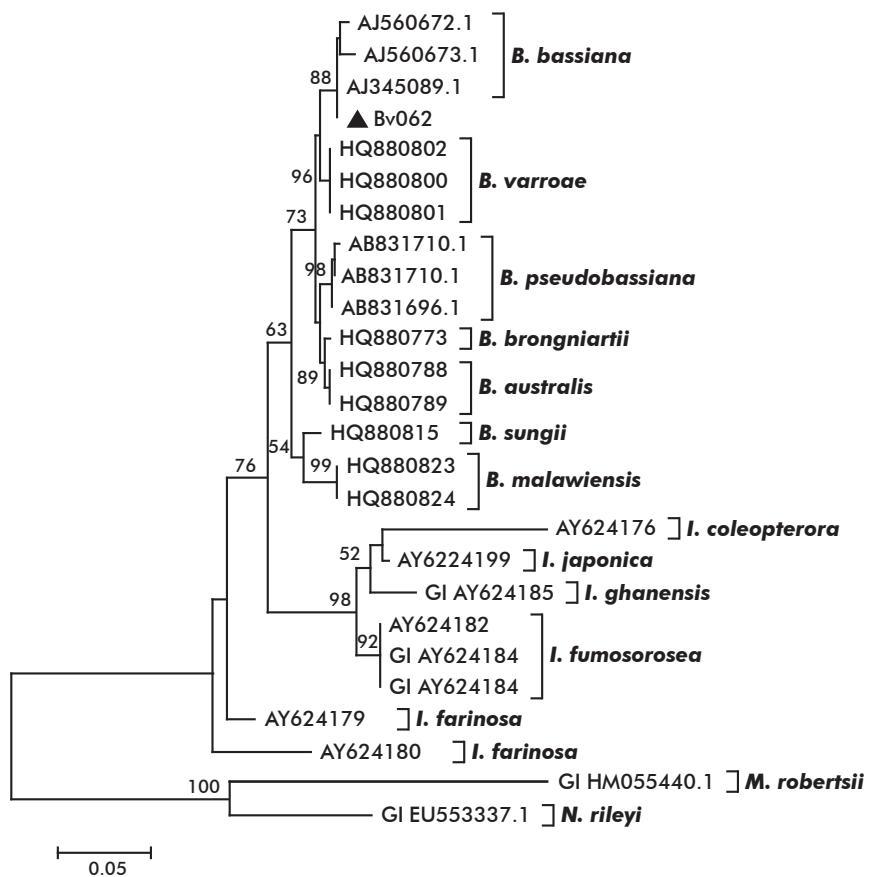 AJ560672.1
AJ560673.1 B. bassiana
88 AJ345089.1
▲ Bv062
HQ880802
96 HQ880800 B. varroae
HQ880801
73
AB831710.1
98 AB831710.1 B. pseudobassiana
AB831696.1
63 HQ880773 B. brongniartii
HQ880788
89 B. australis
HQ880789
HQ880815 B. sungii
54
76 99 HQ880823
B. malawiensis
HQ880824
AY624176 I. coleopterora
52 AY6224199 I. japonica
GI AY624185 I. ghanensis
98
AY624182
92 GI AY624184 I. fumosorosea
GI AY624184
AY624179 I. farinosa
AY624180 I. farinosa
100 GI HM055440.1 M. robertsii
GI EU553337.1 N. rileyi
0.05